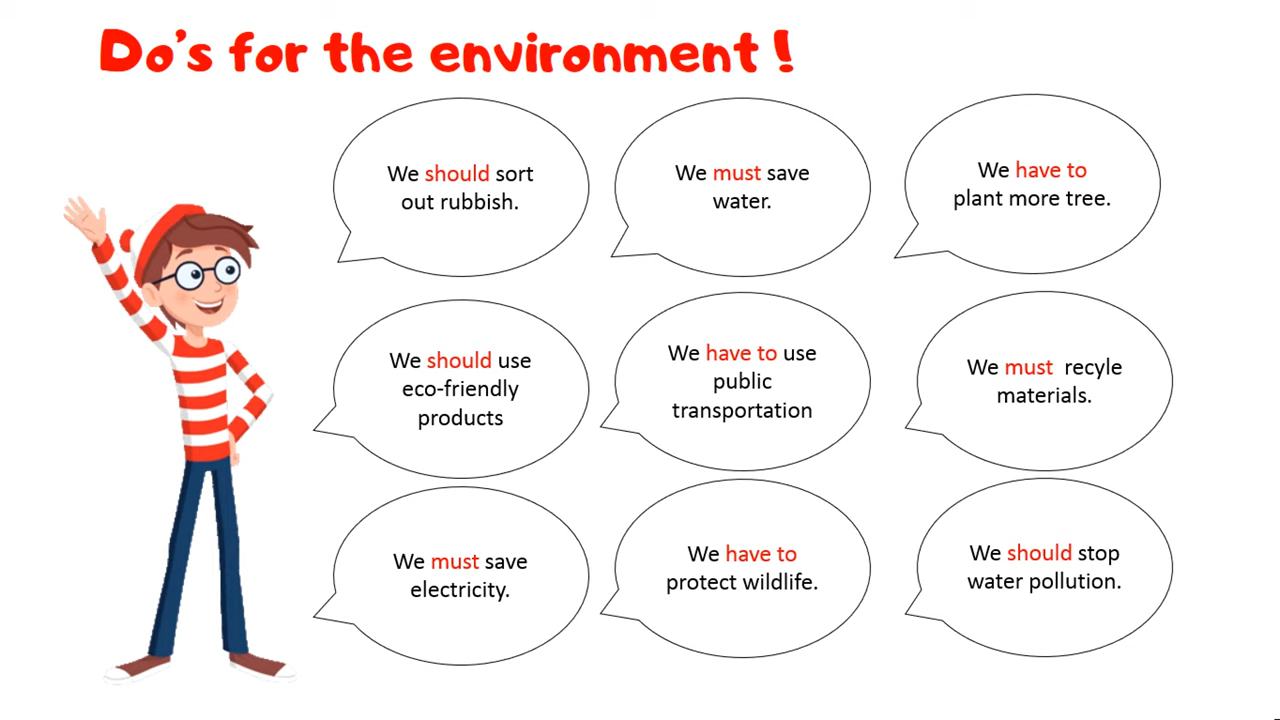 Do's for the environment !
We should sort
out rubbish.
We must save
water.
We have to
plant more tree.
We should use
eco-friendly
products
We have to use
public
transportation
We must recyle
materials.
We must save
electricity.
We have to
protect wildlife.
We should stop
water pollution.